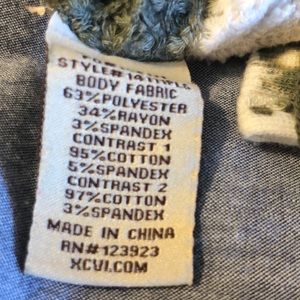 BODY FABRIC
63%POLYESTER
34%RAYON
3%SPANDEX
CONTRAST 1
95%COTTON
5%SPANDEX
CONTRAST 2
97%COTTON
3%SPANDEX
MADE IN CHINA
RN#123923
XCVI.COM